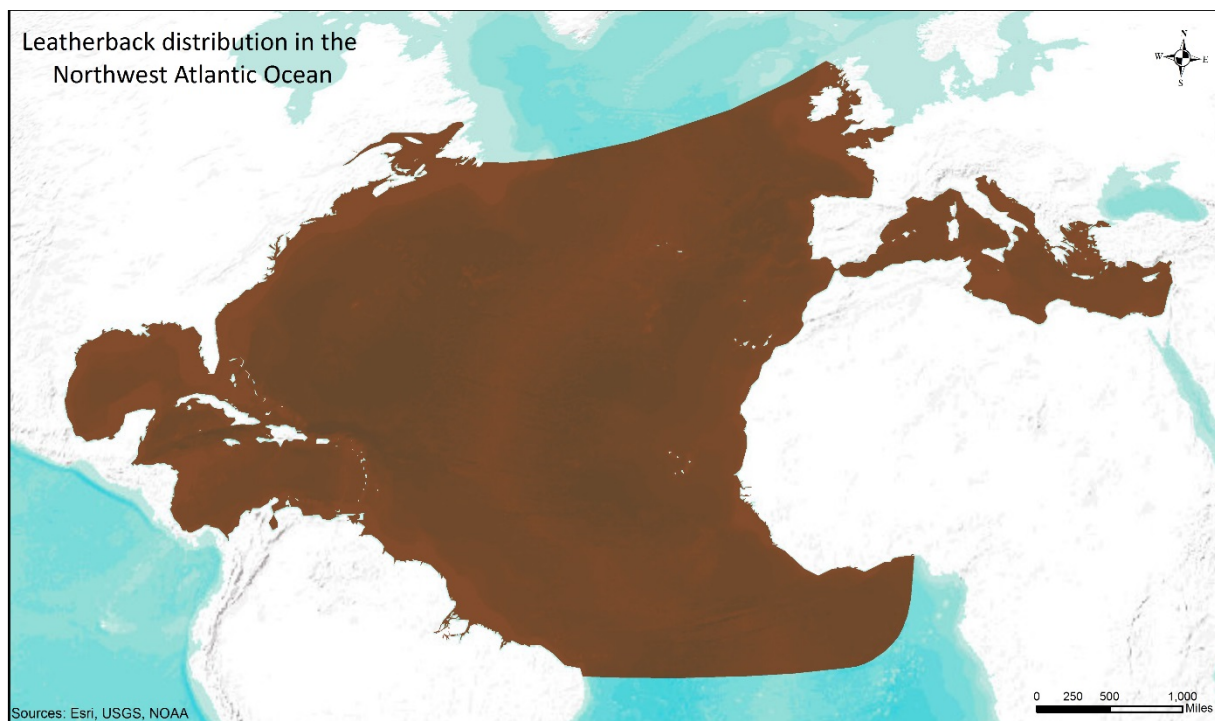 Leatherback distribution in the
Northwest Atlantic Ocean
N
W E
S
0 250 500 1,000
Miles
Sources: Esri, USGS, NOAA